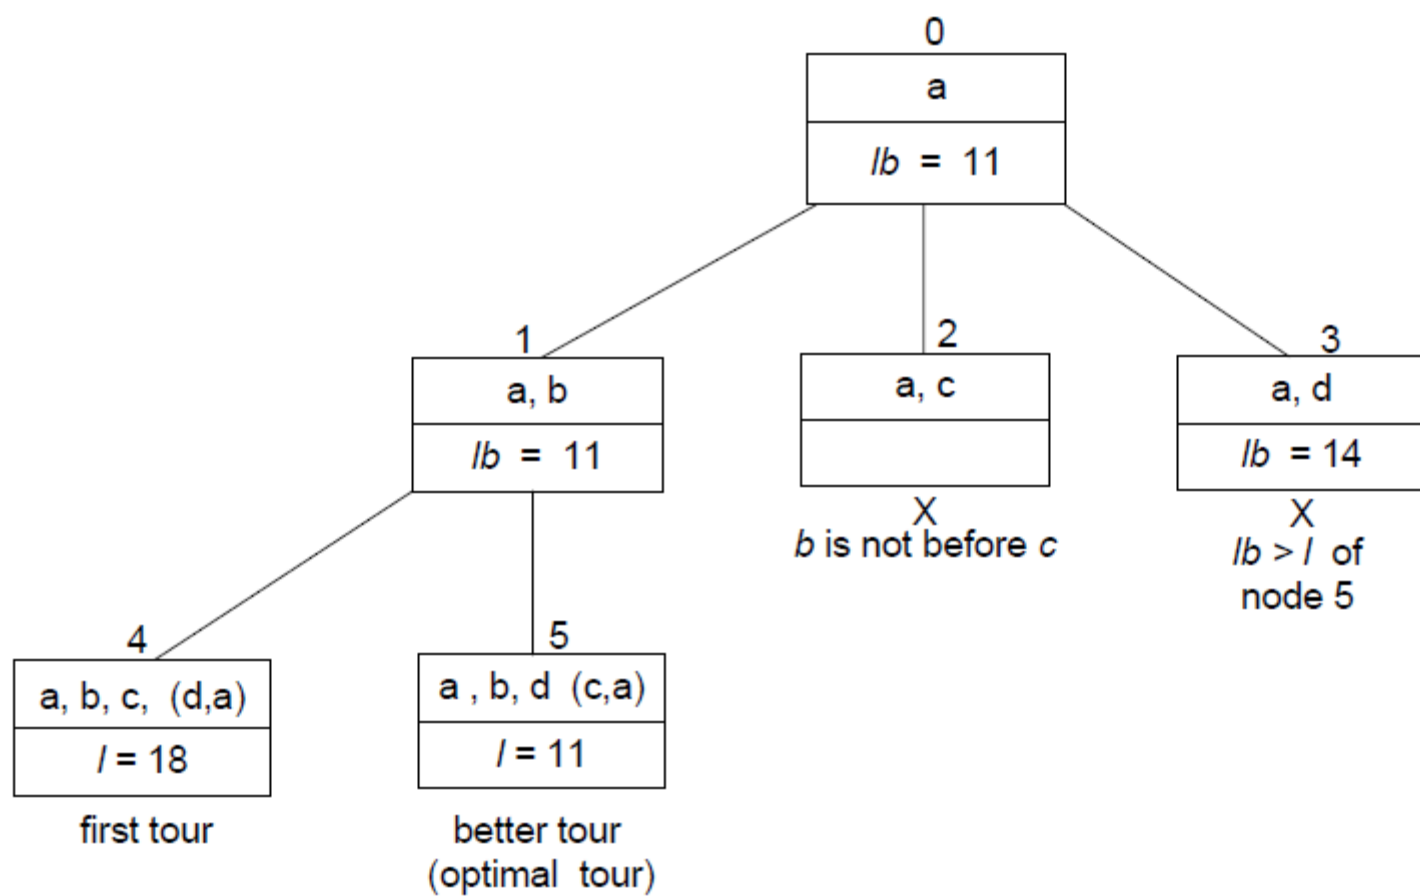 0
a
lb = 11
1
a, b
lb = 11
2
a, c
X
b is not before c
3
a, d
lb = 14
X
lb > l of
node 5
4
a, b, c, (d,a)
l = 18
first tour
5
a , b, d (c,a)
l = 11
better tour
(optimal tour)